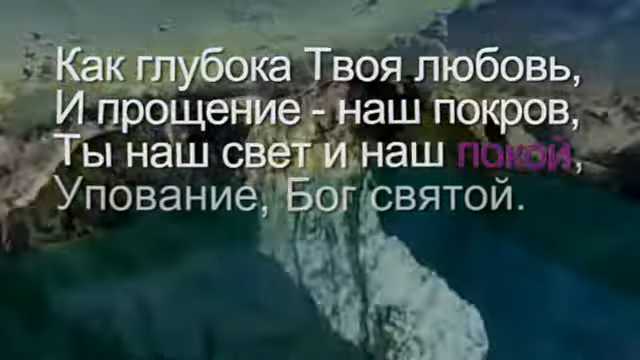 Как глубока Твоя любовь,
И прощение - наш покров,
Ты наш свет и наш покой,
Упование, Бог святой.